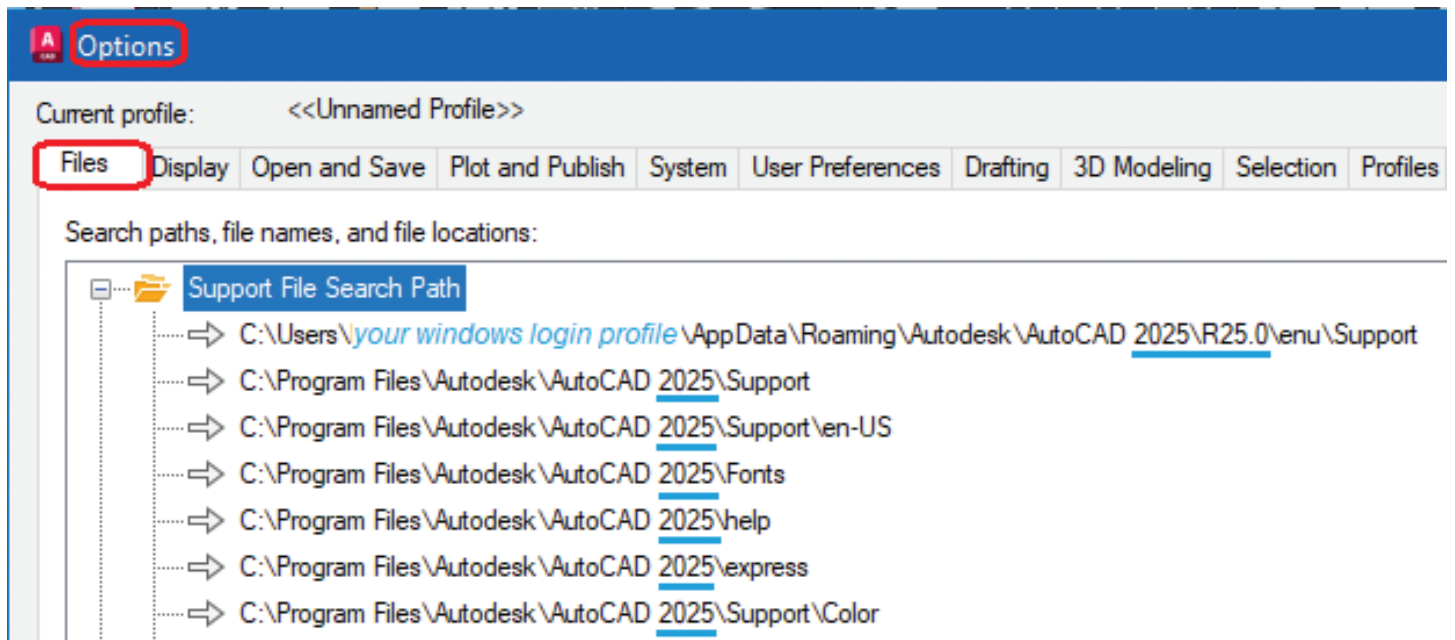 A
CAD
Options
Current profile: <<Unnamed Profile>>
Files Display Open and Save Plot and Publish System User Preferences Drafting 3D Modeling Selection Profiles
Search paths, file names, and file locations:
Support File Search Path
C:\Users\your windows login profile\AppData\Roaming\Autodesk\AutoCAD 2025\R25.0\enu\Support
C:\Program Files\Autodesk\AutoCAD 2025\Support
C:\Program Files\Autodesk\AutoCAD 2025\Support\en-US
C:\Program Files\Autodesk\AutoCAD 2025\Fonts
C:\Program Files\Autodesk\AutoCAD 2025\help
C:\Program Files\Autodesk\AutoCAD 2025\express
C:\Program Files\Autodesk\AutoCAD 2025\Support\Color